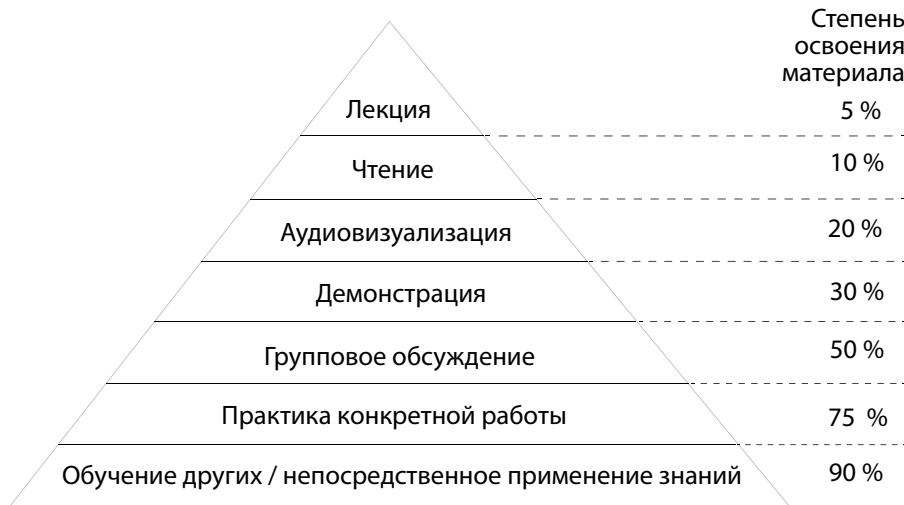 Степень
освоения
материала
Лекция 5 %
Чтение 10 %
Аудиовизуализация 20 %
Демонстрация 30 %
Групповое обсуждение 50 %
Практика конкретной работы 75 %
Обучение других / непосредственное применение знаний 90 %